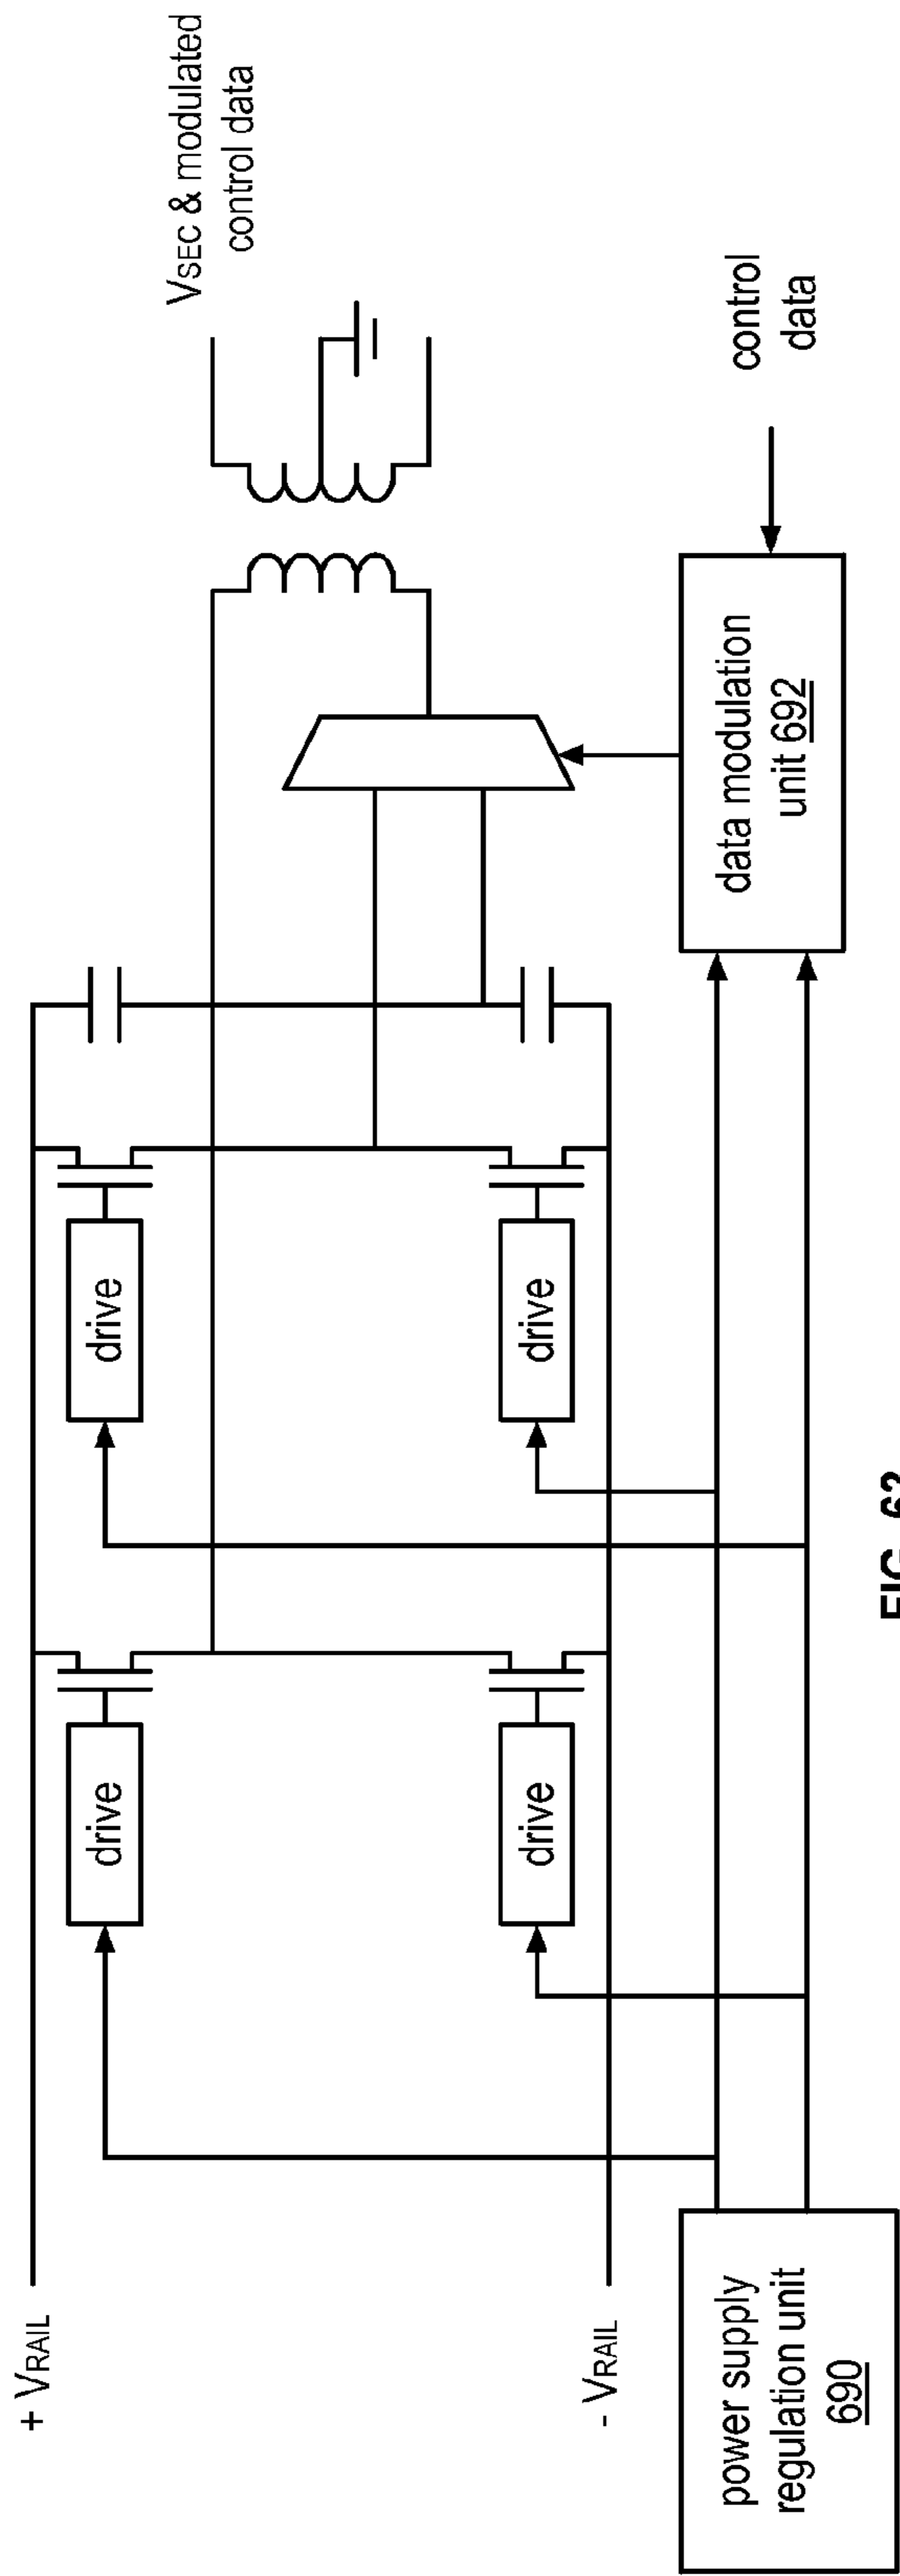 + VRAIL
- VRAIL
power supply
regulation unit
690
drive
drive
drive
drive
VSEC & modulated
control data
data modulation
unit 692
control
data